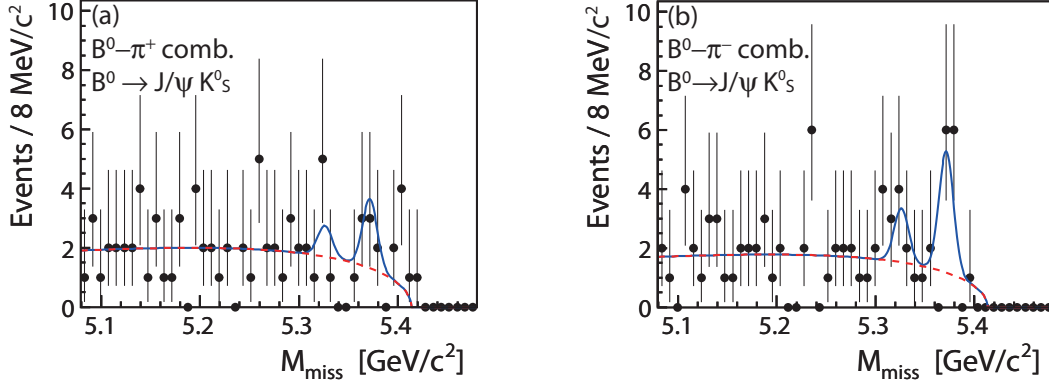 (a)
B⁰–π⁺ comb.
B⁰ → J/ψ K⁰s
Events / 8 MeV/c²
10
8
6
4
2
0
5.1
5.2
5.3
5.4
M_miss [GeV/c²]
(b)
B⁰–π⁻ comb.
B⁰→J/ψ K⁰s
Events / 8 MeV/c²
10
8
6
4
2
0
5.1
5.2
5.3
5.4
M_miss [GeV/c²]